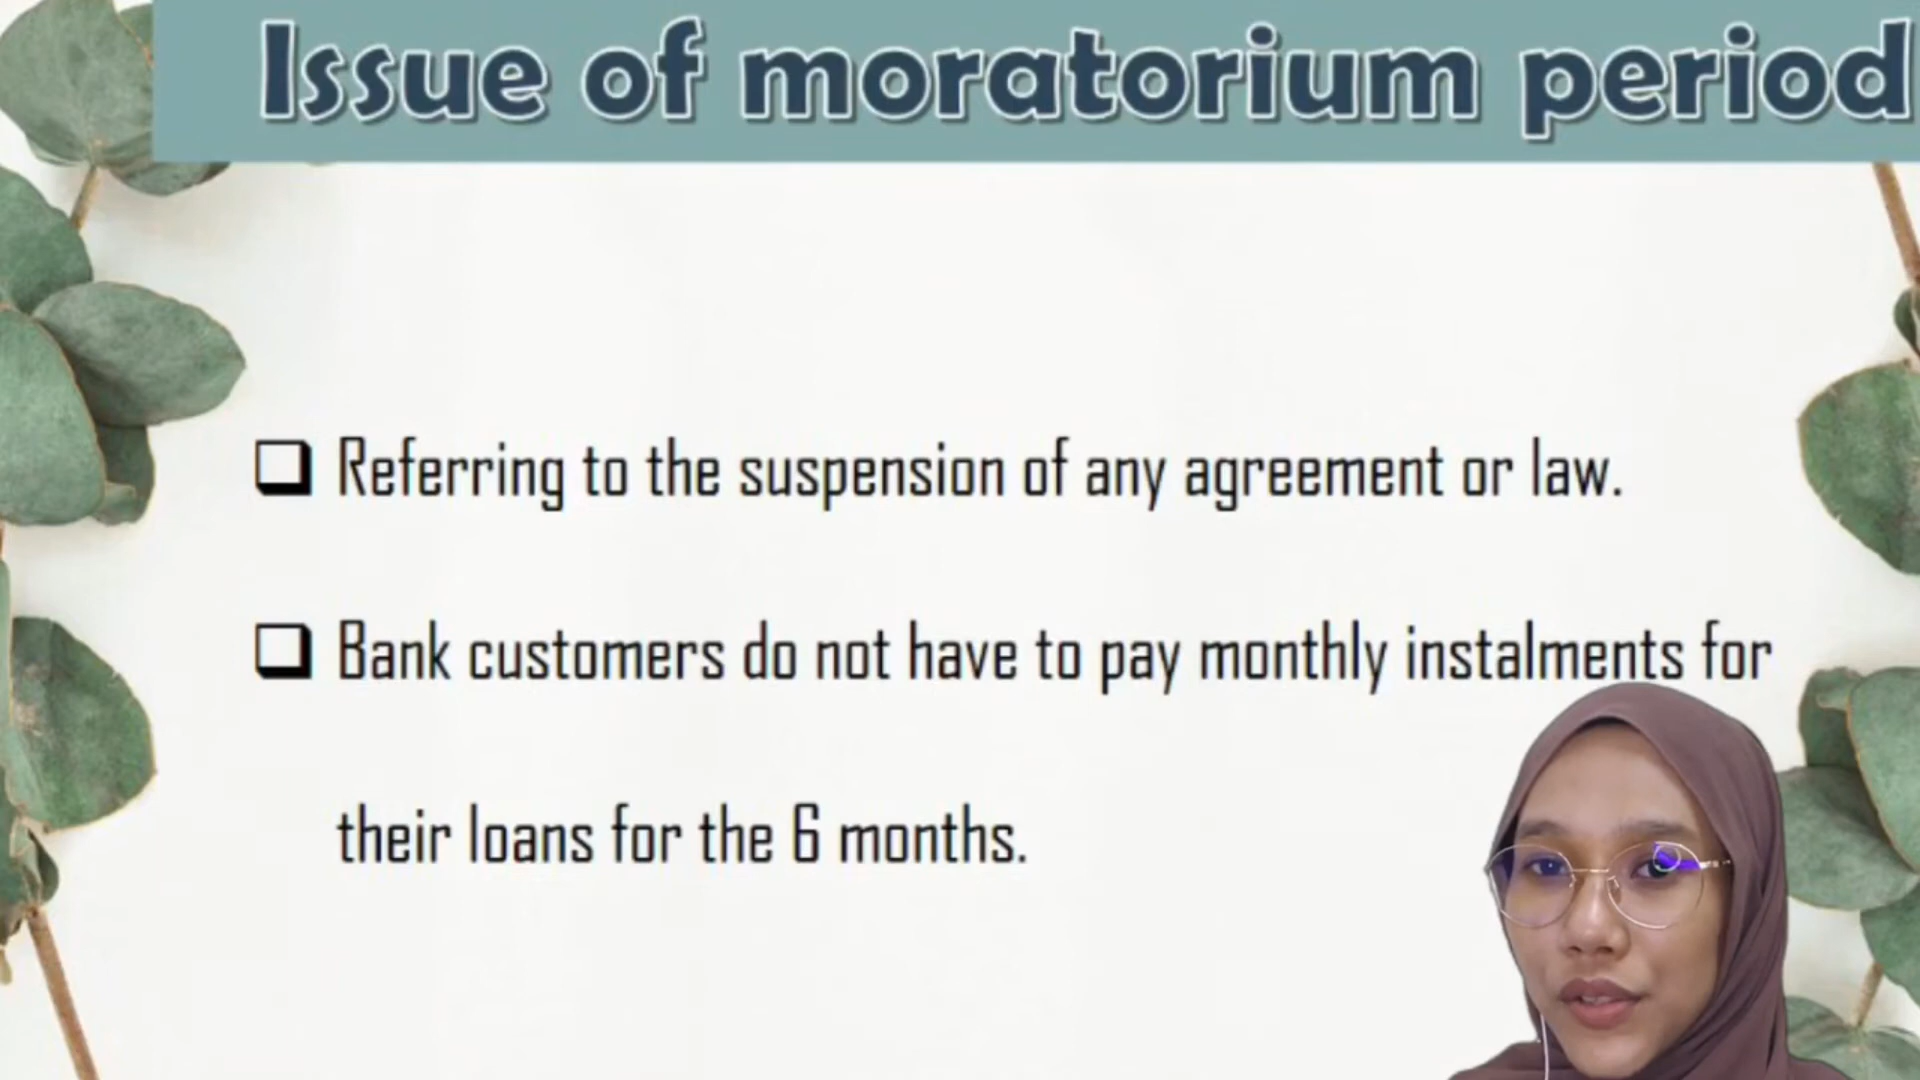 Issue of moratorium period
Referring to the suspension of any agreement or law.
Bank customers do not have to pay monthly instalments for
their loans for the 6 months.